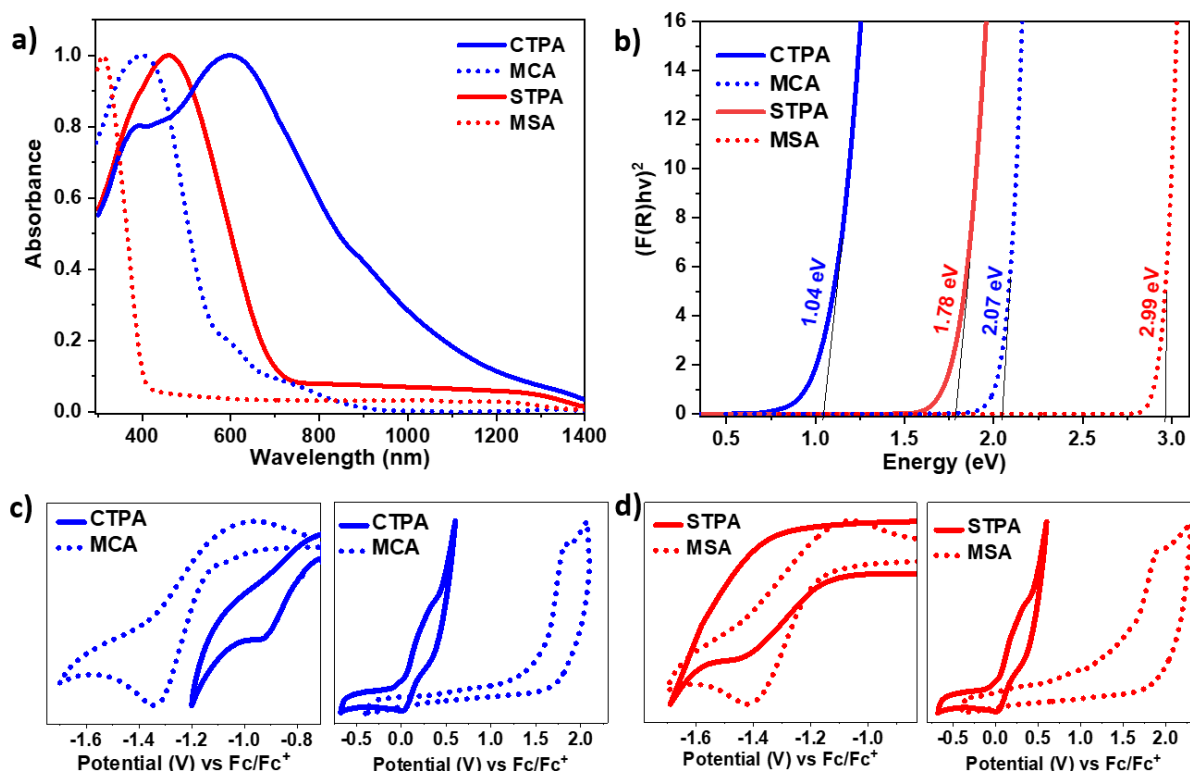 a)
CTPA
MCA
STPA
MSA
1.0
0.8
0.6
0.4
0.2
0.0
Absorbance
400 600 800 1000 1200 1400
Wavelength (nm)
b)
CTPA
MCA
STPA
MSA
16
14
12
10
8
6
4
2
0
(F(R)hv)²
1.04 eV
1.78 eV
2.07 eV
2.99 eV
0.5 1.0 1.5 2.0 2.5 3.0
Energy (eV)
c)
CTPA
MCA
-1.6 -1.4 -1.2 -1.0 -0.8
Potential (V) vs Fc/Fc⁺
CTPA
MCA
-0.5 0.0 0.5 1.0 1.5 2.0
Potential (V) vs Fc/Fc⁺
d)
STPA
MSA
-1.6 -1.4 -1.2 -1.0
Potential (V) vs Fc/Fc⁺
STPA
MSA
-0.5 0.0 0.5 1.0 1.5 2.0
Potential (V) vs Fc/Fc⁺